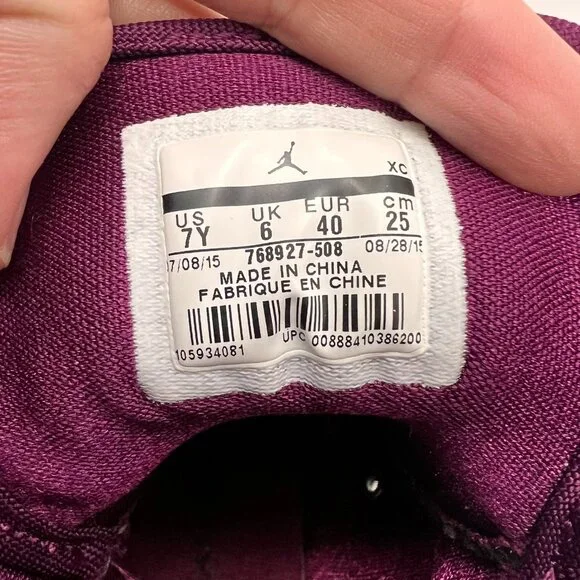 XC
US UK EUR cm
7Y 6 40 25
7/08/15 768927-508 08/28/15
MADE IN CHINA
FABRIQUE EN CHINE
105934081 UPC 00888410386200